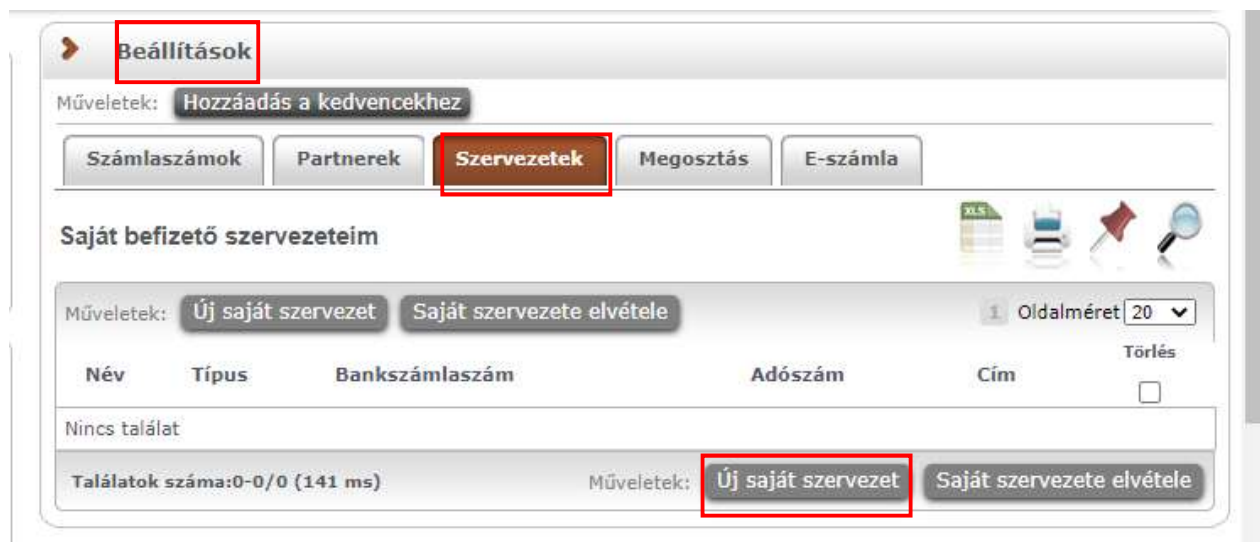 Beállítások
Műveletek: Hozzáadás a kedvencekhez
Számlaszámok Partnerek Szervezetek Megosztás E-számla
Saját befizető szervezeteim
XLS
Műveletek: Új saját szervezet Saját szervezete elvétele 1 Oldalméret 20
Név Típus Bankszámlaszám Adószám Cím Törlés
Nincs találat
Találatok száma:0-0/0 (141 ms) Műveletek: Új saját szervezet Saját szervezete elvétele